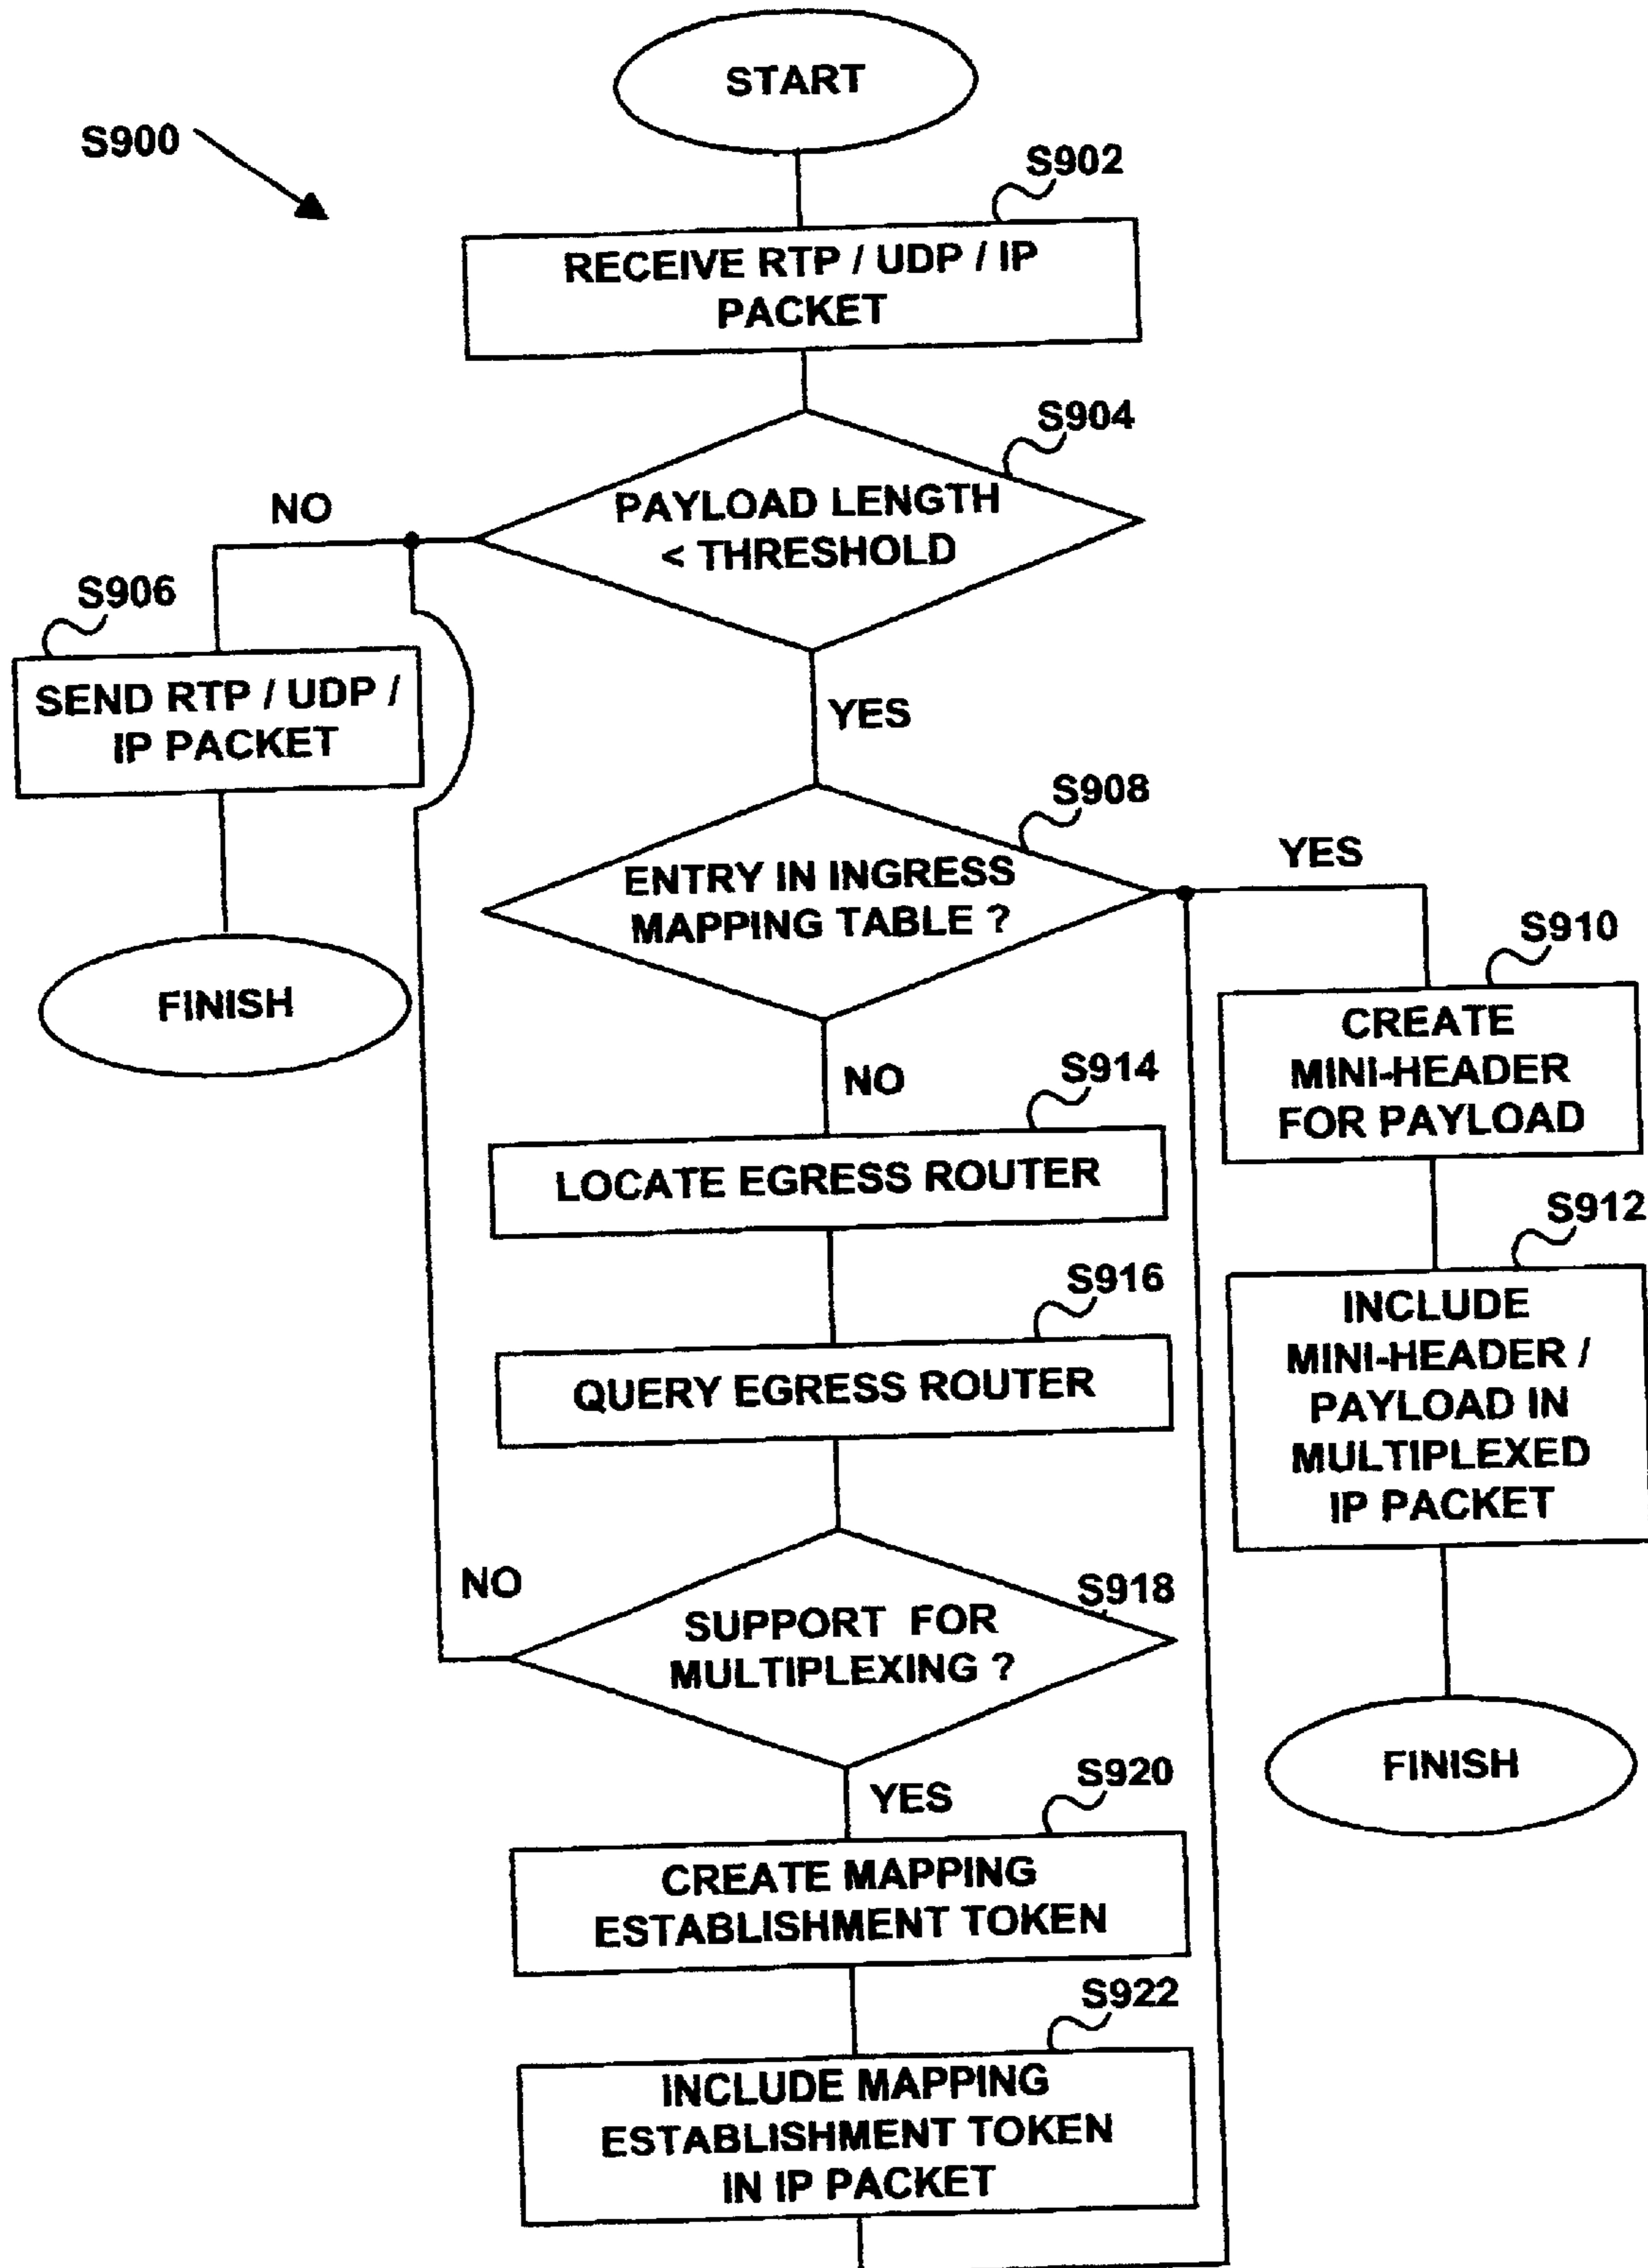 START
S900
S902
RECEIVE RTP / UDP / IP
PACKET
S904
PAYLOAD LENGTH
< THRESHOLD
NO
S906
SEND RTP / UDP /
IP PACKET
FINISH
YES
S908
ENTRY IN INGRESS
MAPPING TABLE ?
YES
S910
CREATE
MINI-HEADER
FOR PAYLOAD
S912
INCLUDE
MINI-HEADER /
PAYLOAD IN
MULTIPLEXED
IP PACKET
FINISH
NO
S914
LOCATE EGRESS ROUTER
S916
QUERY EGRESS ROUTER
S918
SUPPORT FOR
MULTIPLEXING ?
NO
YES
S920
CREATE MAPPING
ESTABLISHMENT TOKEN
S922
INCLUDE MAPPING
ESTABLISHMENT TOKEN
IN IP PACKET